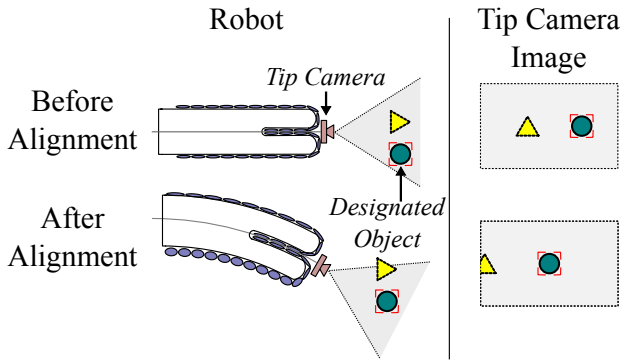 Robot
Tip Camera
Image
Tip Camera
Before
Alignment
After
Alignment
Designated
Object